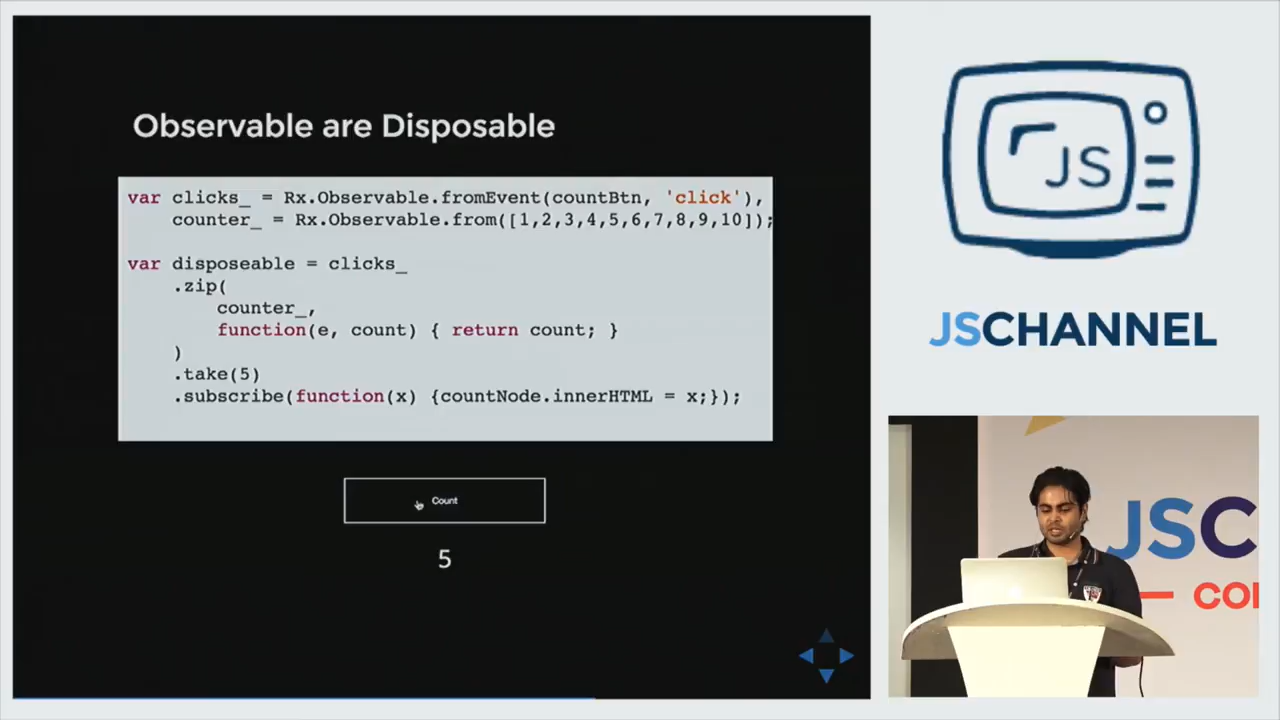 Observable are Disposable
var clicks_ = Rx.Observable.fromEvent(countBtn, 'click'),
    counter_ = Rx.Observable.from([1,2,3,4,5,6,7,8,9,10]);
var disposeable = clicks_
    .zip(
        counter_,
        function(e, count) { return count; }
    )
    .take(5)
    .subscribe(function(x) {countNode.innerHTML = x;});
Count
5
JS
JSCHANNEL
JSC
COI